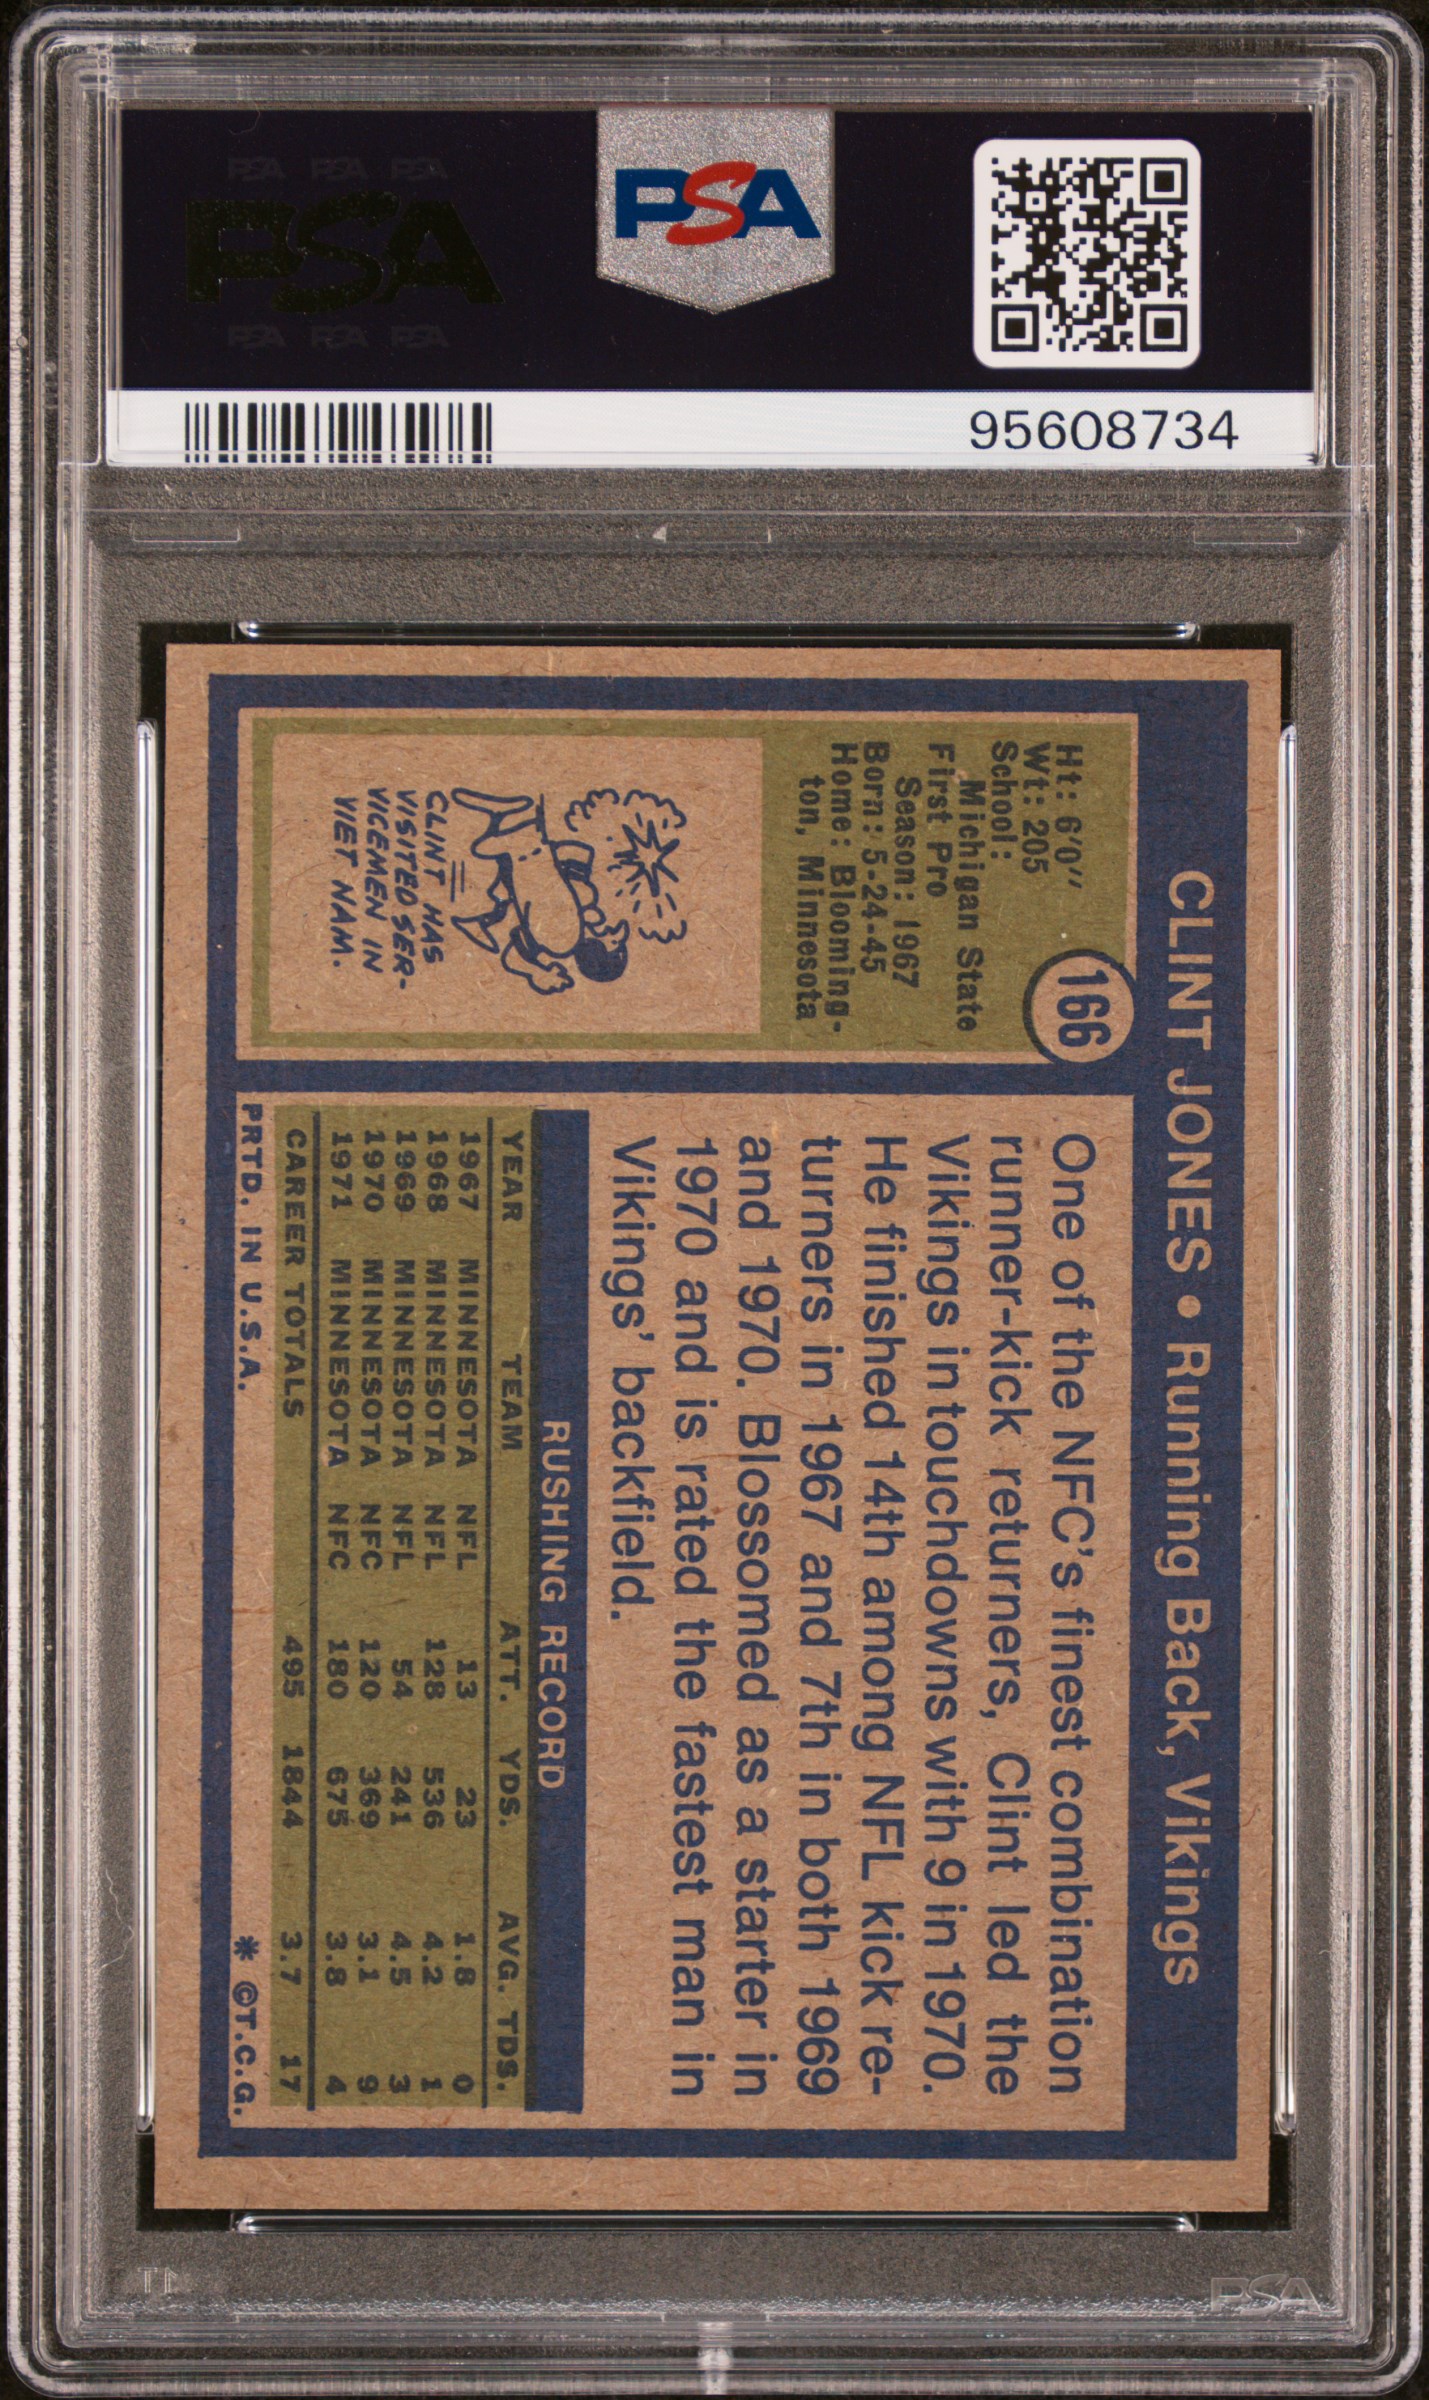 PSA PSA PSA
PSA
PSA PSA PSA
PSA
95608734
CLINT JONES • Running Back, Vikings
166
Ht: 6'0"
Wt: 205
School:
Michigan State
First Pro
Season: 1967
Born: 5-24-45
Home: Blooming-
ton, Minnesota
CLINT HAS
VISITED SER-
VICEMEN IN
VIET NAM.
One of the NFC's finest combination
runner-kick returners, Clint led the
Vikings in touchdowns with 9 in 1970.
He finished 14th among NFL kick re-
turners in 1967 and 7th in both 1969
and 1970. Blossomed as a starter in
1970 and is rated the fastest man in
Vikings' backfield.
RUSHING RECORD
YEAR TEAM ATT. YDS. AVG. TDS.
1967 MINNESOTA NFL 13 23 1.8 0
1968 MINNESOTA NFL 128 536 4.2 1
1969 MINNESOTA NFL 54 241 4.5 3
1970 MINNESOTA NFC 120 369 3.1 9
1971 MINNESOTA NFC 180 675 3.8 4
CAREER TOTALS 495 1844 3.7 17
PRTD. IN U.S.A. * ©T.C.G.
PSA